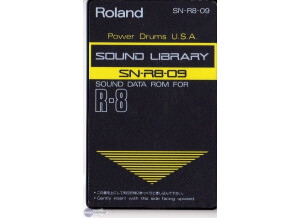 Roland SN-R8-09
Power Drums U.S.A.
SOUND LIBRARY
SN-R8-09
SOUND DATA ROM FOR
R-8
• Gently insert with this side facing upward